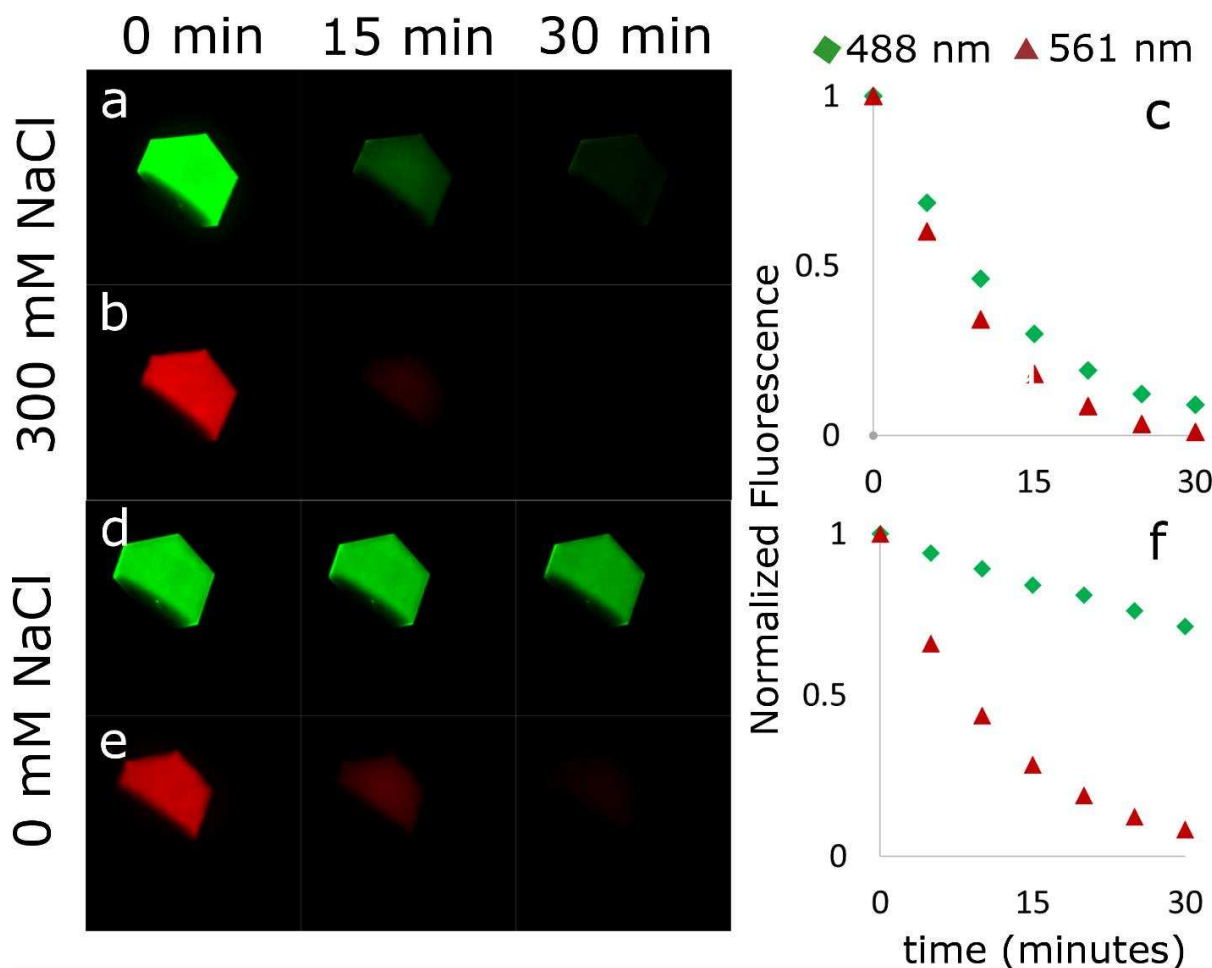 0 min 15 min 30 min
300 mM NaCl
a
b
0 mM NaCl
d
e
488 nm 561 nm
Normalized Fluorescence
c
1
0.5
0
0 15 30
f
1
0.5
0
0 15 30
time (minutes)